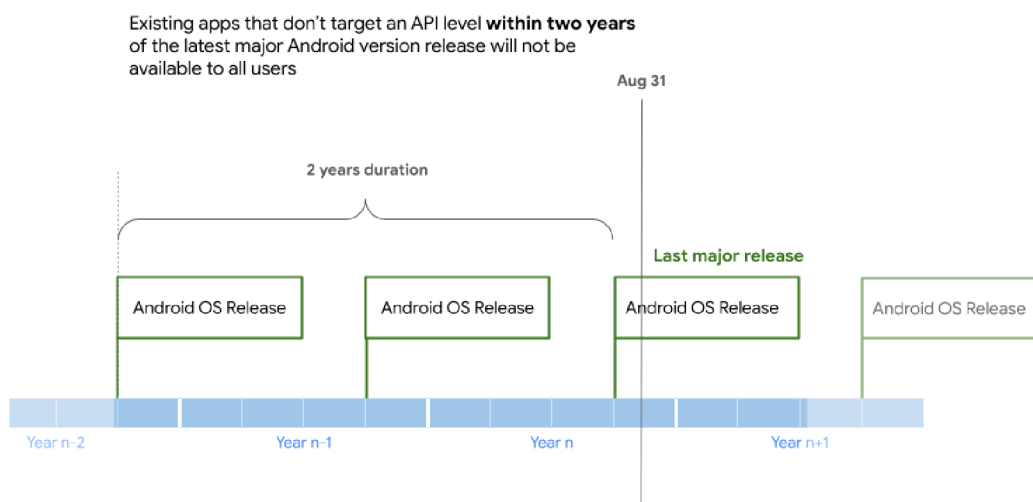 Existing apps that don't target an API level within two years
of the latest major Android version release will not be
available to all users
Aug 31
2 years duration
Last major release
Android OS Release
Android OS Release
Android OS Release
Android OS Release
Year n-2
Year n-1
Year n
Year n+1